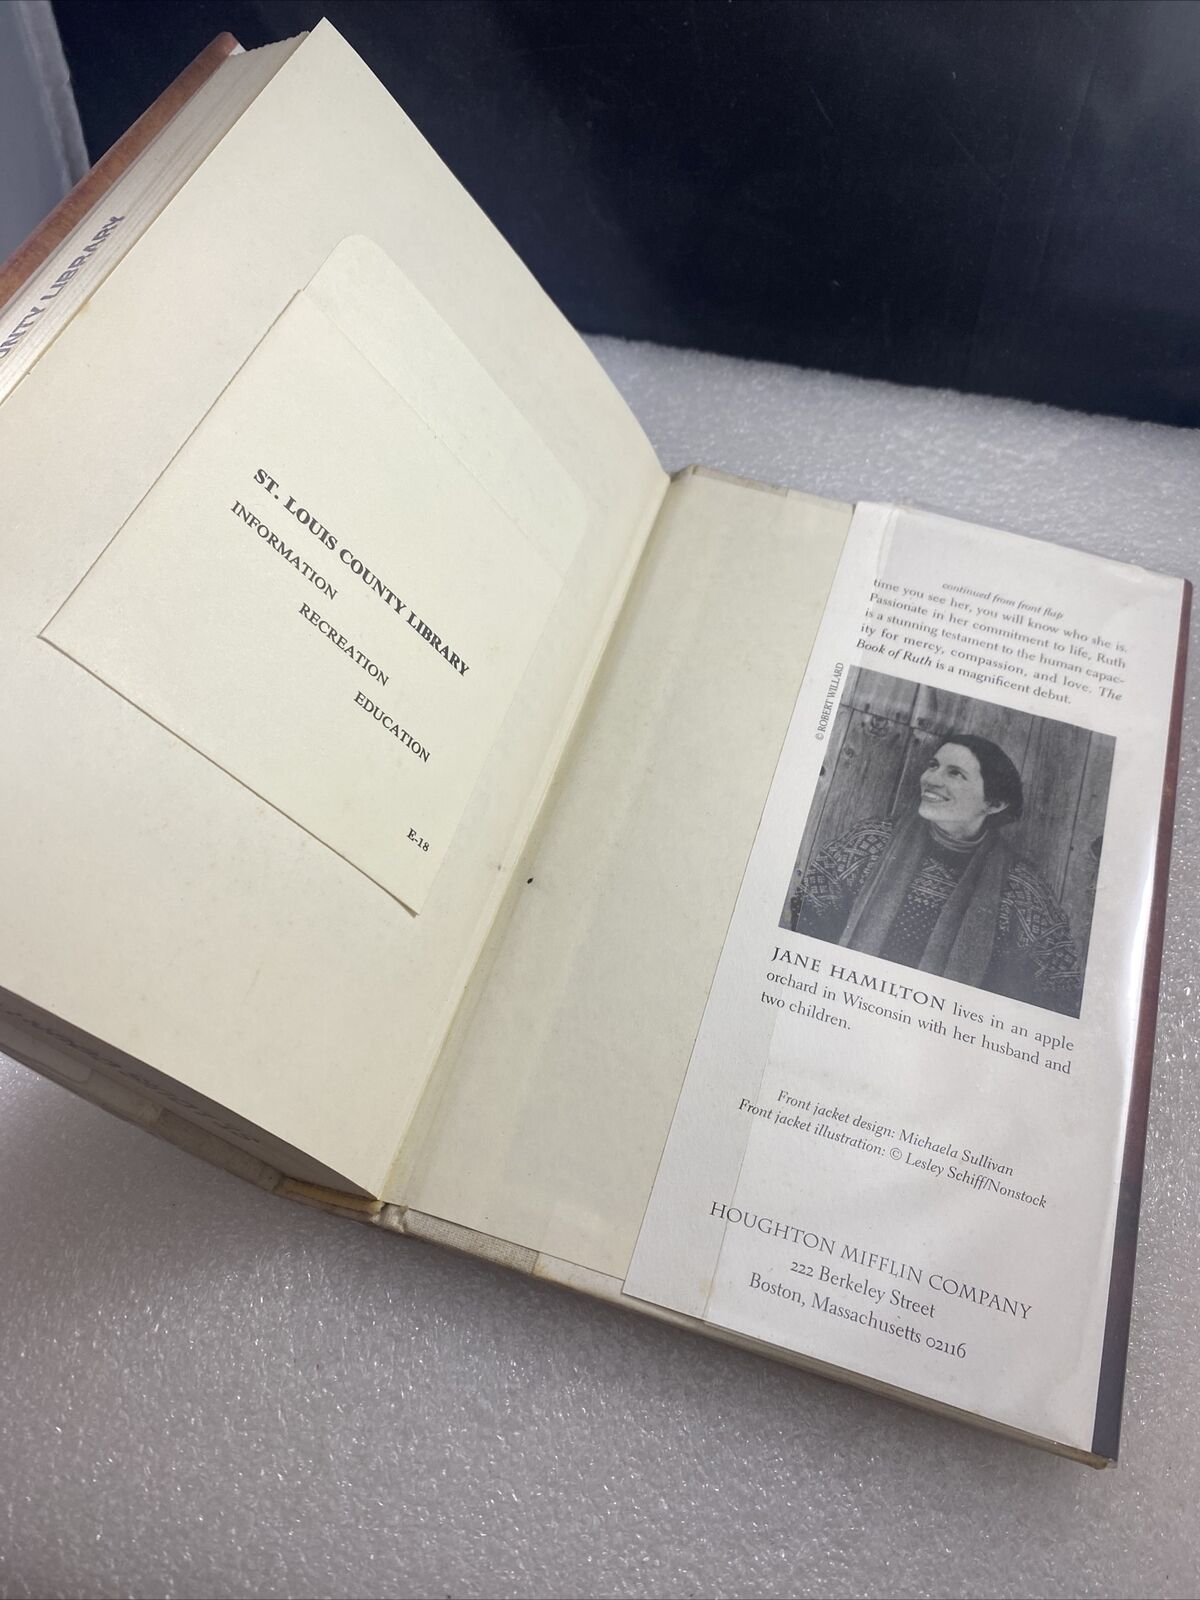 UNTY LIBRARY
ST. LOUIS COUNTY LIBRARY
INFORMATION
RECREATION
EDUCATION
E-18
continued from front flap
time you see her, you will know who she is.
Passionate in her commitment to life, Ruth
is a stunning testament to the human capac-
ity for mercy, compassion, and love. The
Book of Ruth is a magnificent debut.
© ROBERT WILLARD
JANE HAMILTON lives in an apple
orchard in Wisconsin with her husband and
two children.
Front jacket design: Michaela Sullivan
Front jacket illustration: © Lesley Schiff/Nonstock
HOUGHTON MIFFLIN COMPANY
222 Berkeley Street
Boston, Massachusetts 02116